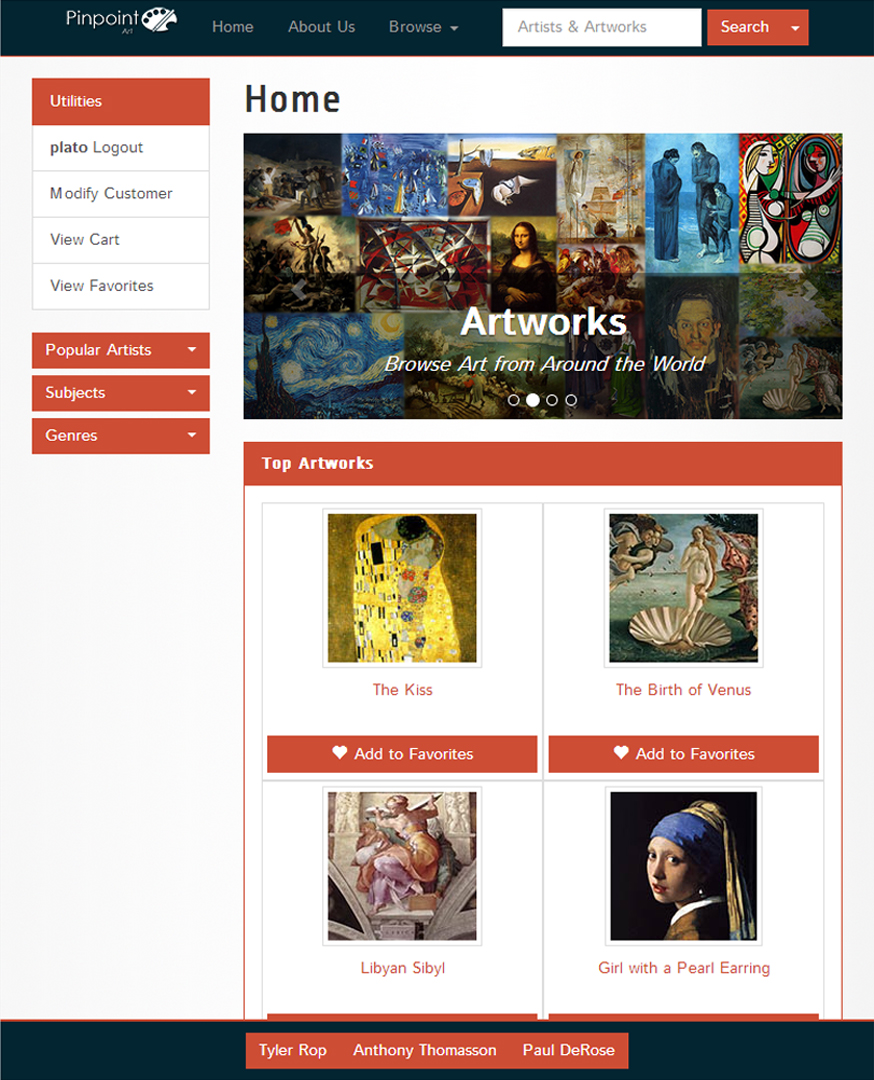 Pinpoint
Art
Home
About Us
Browse
Artists & Artworks
Search
Utilities
plato Logout
Modify Customer
View Cart
View Favorites
Popular Artists
Subjects
Genres
Home
Artworks
Browse Art from Around the World
Top Artworks
The Kiss
The Birth of Venus
Add to Favorites
Add to Favorites
Libyan Sibyl
Girl with a Pearl Earring
Tyler Rop
Anthony Thomasson
Paul DeRose